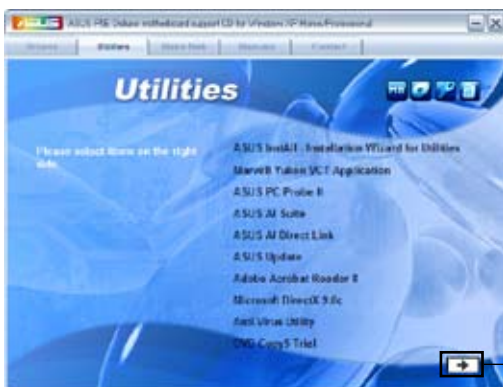 ASUS P5E Deluxe motherboard support CD for Windows XP Home/Professional
Drivers Utilities Make Disk Manuals Contact
Utilities
Please select items on the right side.
ASUS InstAll - Installation Wizard for Utilities
Marvell Yukon VCT Application
ASUS PC Probe II
ASUS AI Suite
ASUS AI Direct Link
ASUS Update
Adobe Acrobat Reader 8
Microsoft DirectX 9.0c
Anti Virus Utility